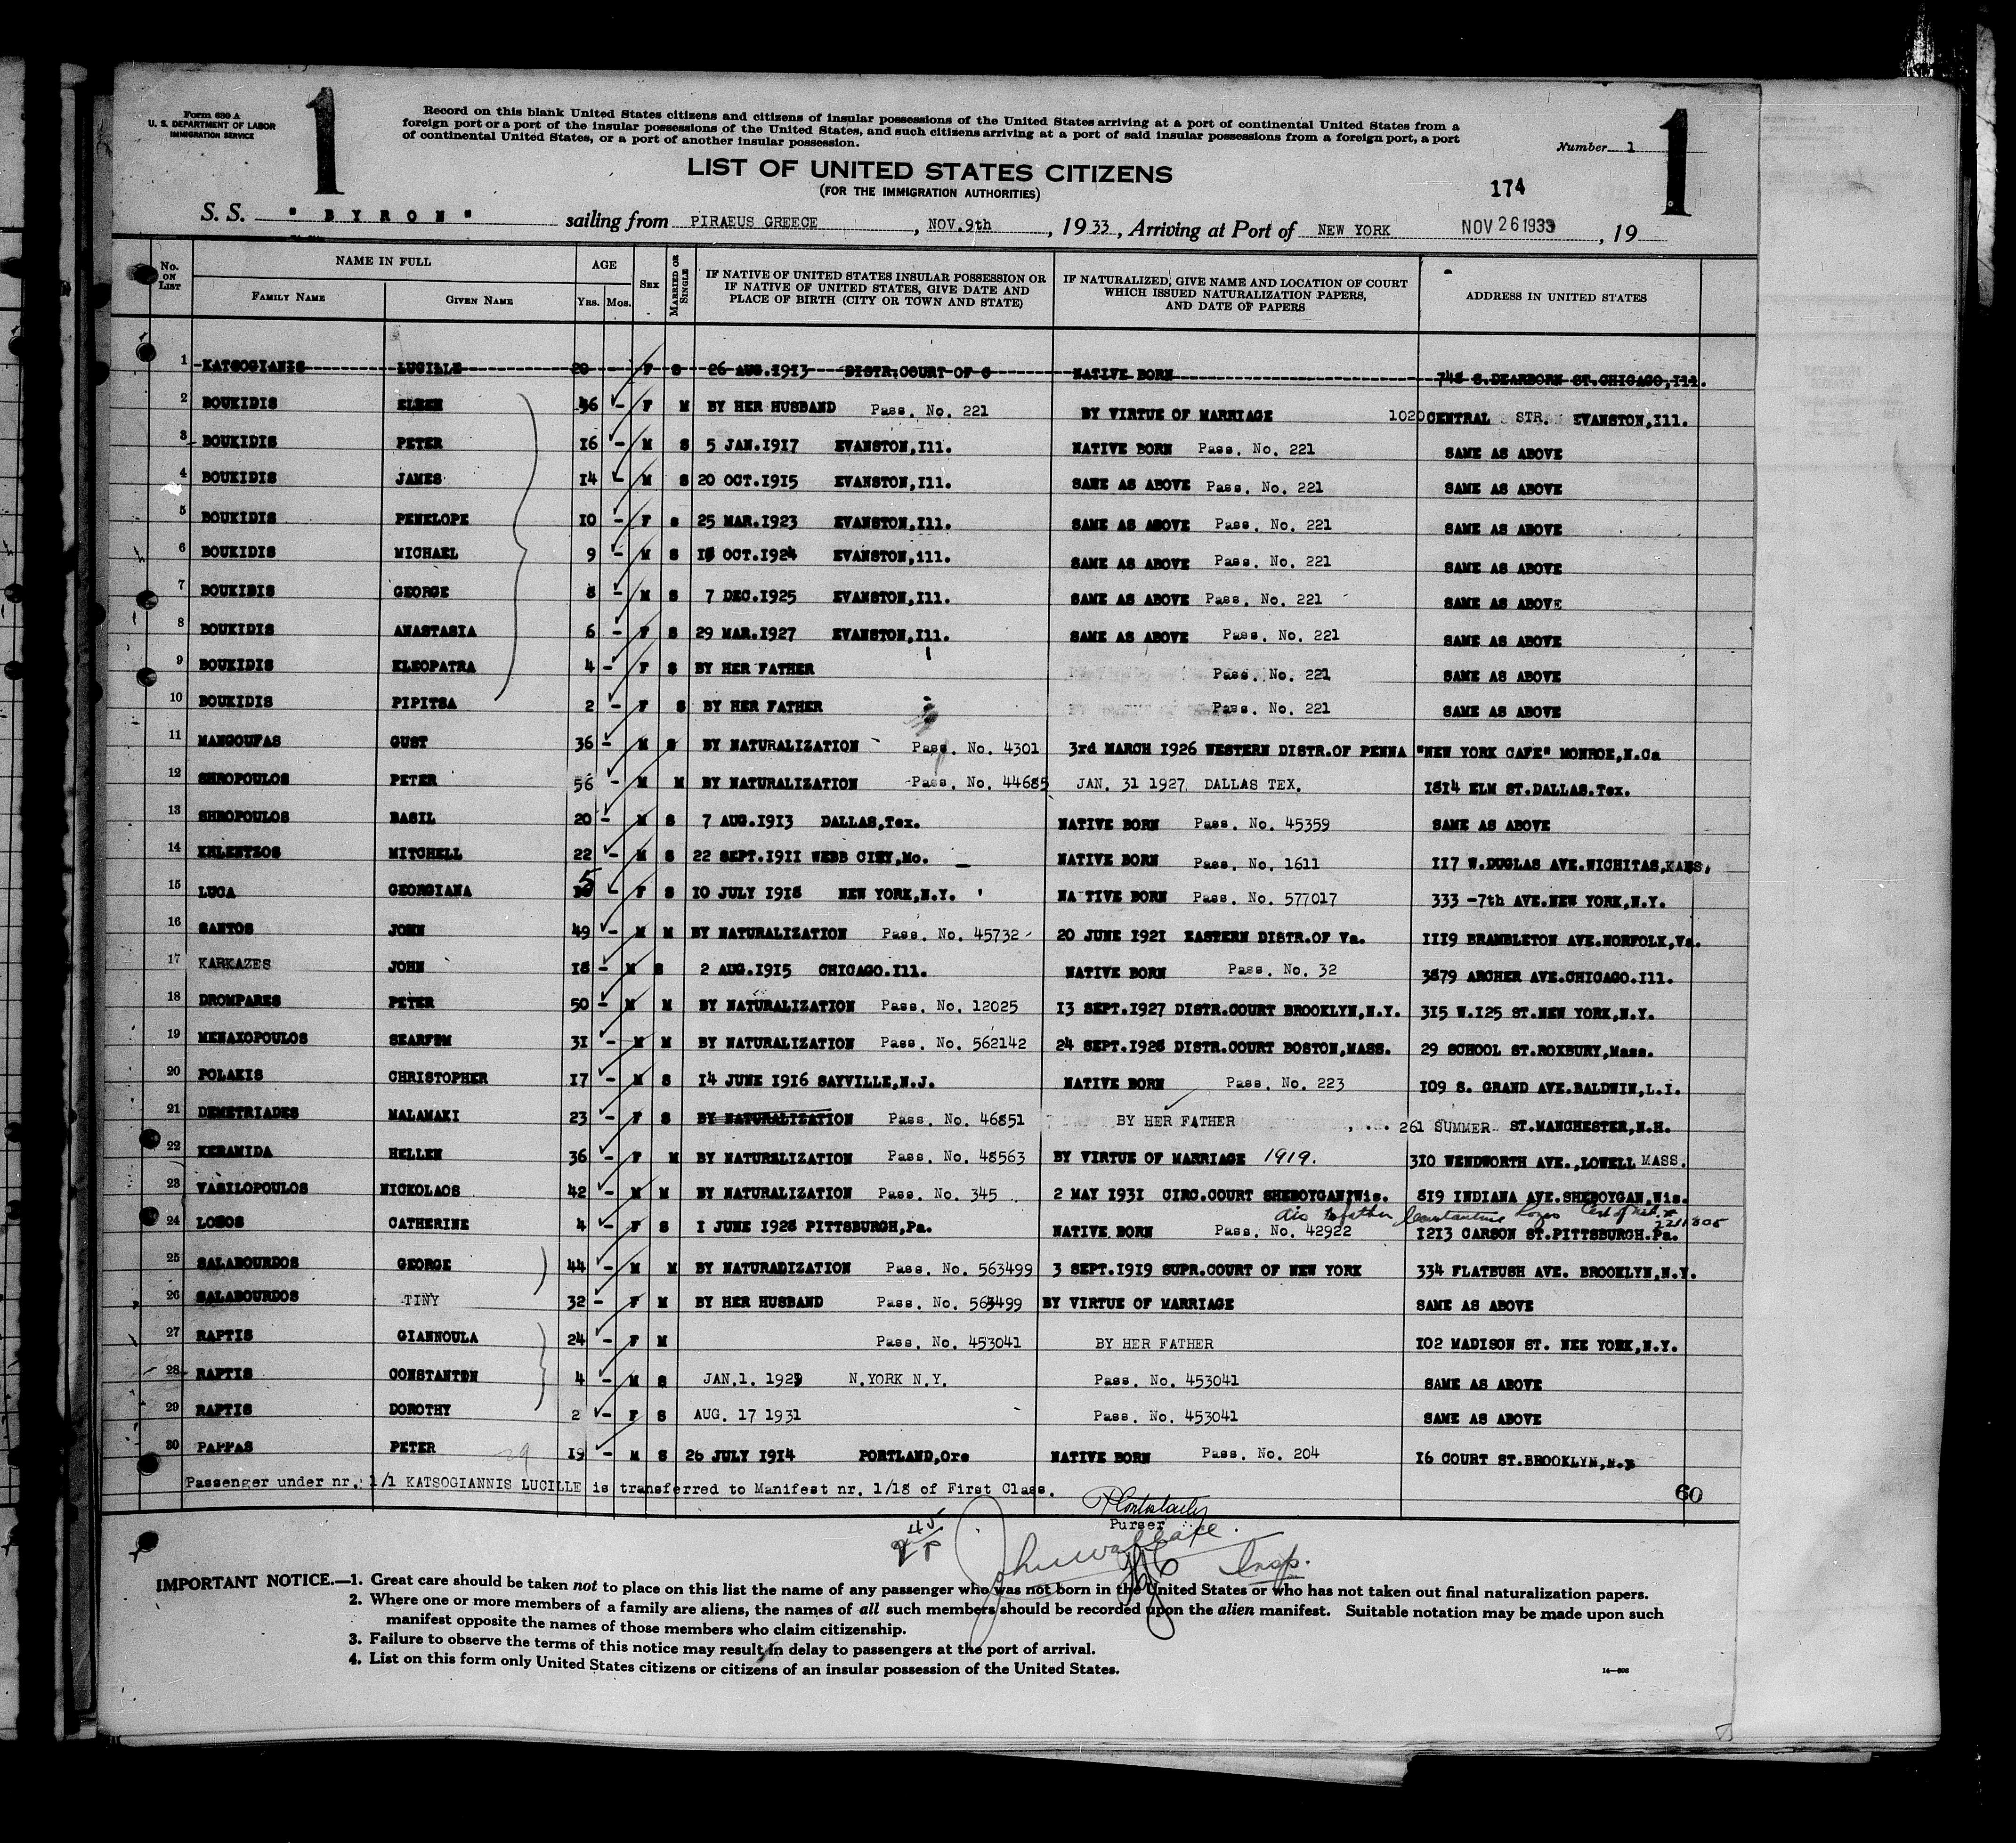 Form 630 A
U. S. DEPARTMENT OF LABOR
IMMIGRATION SERVICE
1
1
Record on this blank United States citizens and citizens of insular possessions of the United States arriving at a port of continental United States from a
foreign port or a port of the insular possessions of the United States, and such citizens arriving at a port of said insular possessions from a foreign port, a port
of continental United States, or a port of another insular possession.
Number 1
LIST OF UNITED STATES CITIZENS
(FOR THE IMMIGRATION AUTHORITIES)
174
S. S. "BYRON" sailing from PIRAEUS GREECE, NOV.9th, 1933, Arriving at Port of NEW YORK NOV 26 1933, 19
No. ON LIST NAME IN FULL AGE SEX MARRIED OR SINGLE IF NATIVE OF UNITED STATES INSULAR POSSESSION OR IF NATIVE OF UNITED STATES, GIVE DATE AND PLACE OF BIRTH (CITY OR TOWN AND STATE) IF NATURALIZED, GIVE NAME AND LOCATION OF COURT WHICH ISSUED NATURALIZATION PAPERS, AND DATE OF PAPERS ADDRESS IN UNITED STATES
FAMILY NAME GIVEN NAME YRS. MOS.
1 KATSOGIANIS LUCILLE 20 - F S 26 AUG.1913 DISTR.COURT OF C NATIVE BORN 748 S.DEARBORN ST.CHICAGO,Ill.
2 BOUKIDIS ELEEN 36 - F M BY HER HUSBAND Pass. No. 221 BY VIRTUE OF MARRIAGE 1020 CENTRAL STR. EVANSTON,Ill.
3 BOUKIDIS PETER 16 - M S 5 JAN.1917 EVANSTON,Ill. NATIVE BORN Pass. No. 221 SAME AS ABOVE
4 BOUKIDIS JAMES 14 - M S 20 OCT.1915 EVANSTON,Ill. SAME AS ABOVE Pass. No. 221 SAME AS ABOVE
5 BOUKIDIS PENELOPE 10 - F S 25 MAR.1923 EVANSTON,Ill. SAME AS ABOVE Pass. No. 221 SAME AS ABOVE
6 BOUKIDIS MICHAEL 9 - M S 18 OCT.1924 EVANSTON,ill. SAME AS ABOVE Pass. No. 221 SAME AS ABOVE
7 BOUKIDIS GEORGE 8 - M S 7 DEC.1925 EVANSTON,Ill. SAME AS ABOVE Pass. No. 221 SAME AS ABOVE
8 BOUKIDIS ANASTASIA 6 - F S 29 MAR.1927 EVANSTON,Ill. SAME AS ABOVE Pass. No. 221 SAME AS ABOVE
9 BOUKIDIS KLEOPATRA 4 - F S BY HER FATHER Pass. No. 221 SAME AS ABOVE
10 BOUKIDIS PIPITSA 2 - F S BY HER FATHER Pass. No. 221 SAME AS ABOVE
11 MANGOUFAS GUST 36 - M S BY NATURALIZATION Pass. No. 4301 3rd MARCH 1926 WESTERN DISTR.OF PENNA "NEW YORK CAFE" MONROE,N.Ca
12 SHROPOULOS PETER 56 - M M BY NATURALIZATION Pass. No. 44685 JAN. 31 1927 DALLAS TEX. 1814 ELM ST.DALLAS.Tex.
13 SHROPOULOS BASIL 20 - M S 7 AUG.1913 DALLAS,Tex. NATIVE BORN Pass. No. 45359 SAME AS ABOVE
14 KHLENTZOS MITCHELL 22 - M S 22 SEPT.1911 WEBB CITY,Mo. NATIVE BORN Pass. No. 1611 117 W.DUGLAS AVE.WICHITAS,KANS.
15 LUCA GEORGIANA 5 - F S 10 JULY 1918 NEW YORK,N.Y. NATIVE BORN Pass. No. 577017 333 -7th AVE.NEW YORK,N.Y.
16 SANTOS JOHN 49 - M M BY NATURALIZATION Pass. No. 45732 20 JUNE 1921 EASTERN DISTR.OF Va. 1119 BRAMBLETON AVE.NORFOLK,Va.
17 KARKAZES JOHN 18 - M S 2 AUG.1915 CHICAGO.Ill. NATIVE BORN Pass. No. 32 3879 ARCHER AVE.CHICAGO.Ill.
18 DROMPARES PETER 50 - M M BY NATURALIZATION Pass. No. 12025 13 SEPT.1927 DISTR.COURT BROOKLYN,N.Y. 315 W.125 ST.NEW YORK,N.Y.
19 MENAXOPOULOS SEARFEM 31 - M M BY NATURALIZATION Pass. No. 562142 24 SEPT.1928 DISTR.COURT BOSTON,MASS. 29 SCHOOL ST.ROXBURY,Mass.
20 POLAKIS CHRISTOPHER 17 - M S 14 JUNE 1916 SAYVILLE,N.J. NATIVE BORN Pass. No. 223 109 S. GRAND AVE.BALDWIN,L.I.
21 DEMETRIADES MALAMAKI 23 - F S BY NATURALIZATION Pass. No. 46851 BY HER FATHER 261 SUMMER ST.MANCHESTER,N.H.
22 KERAMIDA HELLEN 36 - F M BY NATURALIZATION Pass. No. 48563 BY VIRTUE OF MARRIAGE 1919. 310 WENDWORTH AVE.,LOWELL MASS.
23 VASILOPOULOS NICKOLAOS 42 - M M BY NATURALIZATION Pass. No. 345 2 MAY 1931 CIRC.COURT SHEBOYGAN,Wis. 819 INDIANA AVE.SHEBOYGAN,Wis.
to father Constantine Lozos Cert of Nat. #
24 LOZOS CATHERINE 4 - F S 1 JUNE 1928 PITTSBURGH,Pa. NATIVE BORN Pass. No. 42922 1213 CARSON ST.PITTSBURGH.Pa.
25 SALABOURDOS GEORGE 44 - M M BY NATURADIZATION Pass. No. 563499 3 SEPT.1919 SUPR.COURT OF NEW YORK 334 FLATBUSH AVE. BROOKLYN,N.Y.
26 SALABOURDOS TINY 32 - F M BY HER HUSBAND Pass. No. 563499 BY VIRTUE OF MARRIAGE SAME AS ABOVE
27 RAPTIS GIANNOULA 24 - F M Pass. No. 453041 BY HER FATHER 102 MADISON ST. NEE YORK,N.Y.
28 RAPTIS CONSTANTEN 4 - M S JAN.1. 1929 N.YORK N.Y. Pass. No. 453041 SAME AS ABOVE
29 RAPTIS DOROTHY 2 - F S AUG. 17 1931 Pass. No. 453041 SAME AS ABOVE
30 PAPPAS PETER 19 - M S 26 JULY 1914 PORTLAND,Ore NATIVE BORN Pass. No. 204 16 COURT ST.BROOKLYN,N.y
Passenger under nr. 1/1 KATSOGIANNIS LUCILLE is transferred to Manifest nr. 1/18 of First Class.
60
Purser
Insp.
IMPORTANT NOTICE.—1. Great care should be taken not to place on this list the name of any passenger who was not born in the United States or who has not taken out final naturalization papers.
2. Where one or more members of a family are aliens, the names of all such members should be recorded upon the alien manifest. Suitable notation may be made upon such
manifest opposite the names of those members who claim citizenship.
3. Failure to observe the terms of this notice may result in delay to passengers at the port of arrival.
4. List on this form only United States citizens or citizens of an insular possession of the United States.
14—608